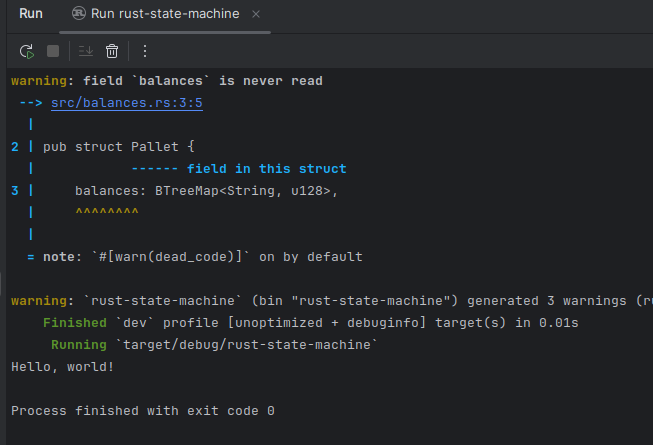 Run
Run rust-state-machine
warning: field `balances` is never read
 --> src/balances.rs:3:5
  |
2 | pub struct Pallet {
  |            ------ field in this struct
3 |     balances: BTreeMap<String, u128>,
  |     ^^^^^^^^
  |
  = note: `#[warn(dead_code)]` on by default
warning: `rust-state-machine` (bin "rust-state-machine") generated 3 warnings
    Finished `dev` profile [unoptimized + debuginfo] target(s) in 0.01s
     Running `target/debug/rust-state-machine`
Hello, world!
Process finished with exit code 0